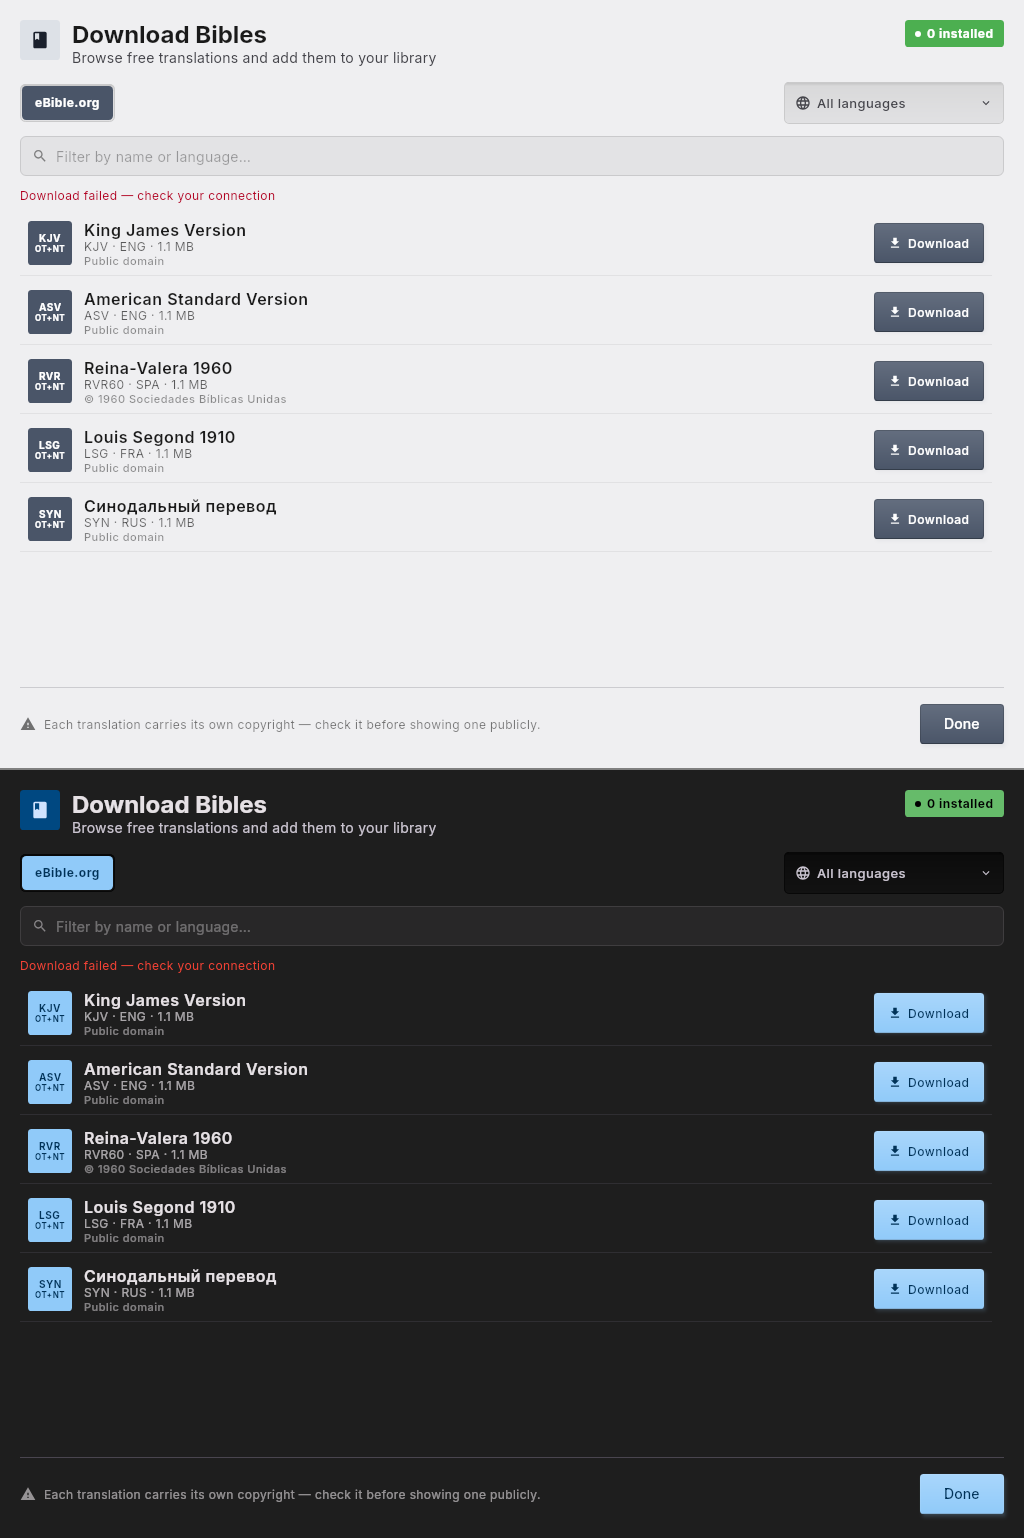 Download Bibles
0 installed
Browse free translations and add them to your library
eBible.org
All languages
Filter by name or language...
Download failed — check your connection
KJV
OT+NT
King James Version
KJV · ENG · 1.1 MB
Public domain
Download
ASV
OT+NT
American Standard Version
ASV · ENG · 1.1 MB
Public domain
Download
RVR
OT+NT
Reina-Valera 1960
RVR60 · SPA · 1.1 MB
© 1960 Sociedades Bíblicas Unidas
Download
LSG
OT+NT
Louis Segond 1910
LSG · FRA · 1.1 MB
Public domain
Download
SYN
OT+NT
Синодальный перевод
SYN · RUS · 1.1 MB
Public domain
Download
Each translation carries its own copyright — check it before showing one publicly.
Done
Download Bibles
0 installed
Browse free translations and add them to your library
eBible.org
All languages
Filter by name or language...
Download failed — check your connection
KJV
OT+NT
King James Version
KJV · ENG · 1.1 MB
Public domain
Download
ASV
OT+NT
American Standard Version
ASV · ENG · 1.1 MB
Public domain
Download
RVR
OT+NT
Reina-Valera 1960
RVR60 · SPA · 1.1 MB
© 1960 Sociedades Bíblicas Unidas
Download
LSG
OT+NT
Louis Segond 1910
LSG · FRA · 1.1 MB
Public domain
Download
SYN
OT+NT
Синодальный перевод
SYN · RUS · 1.1 MB
Public domain
Download
Each translation carries its own copyright — check it before showing one publicly.
Done